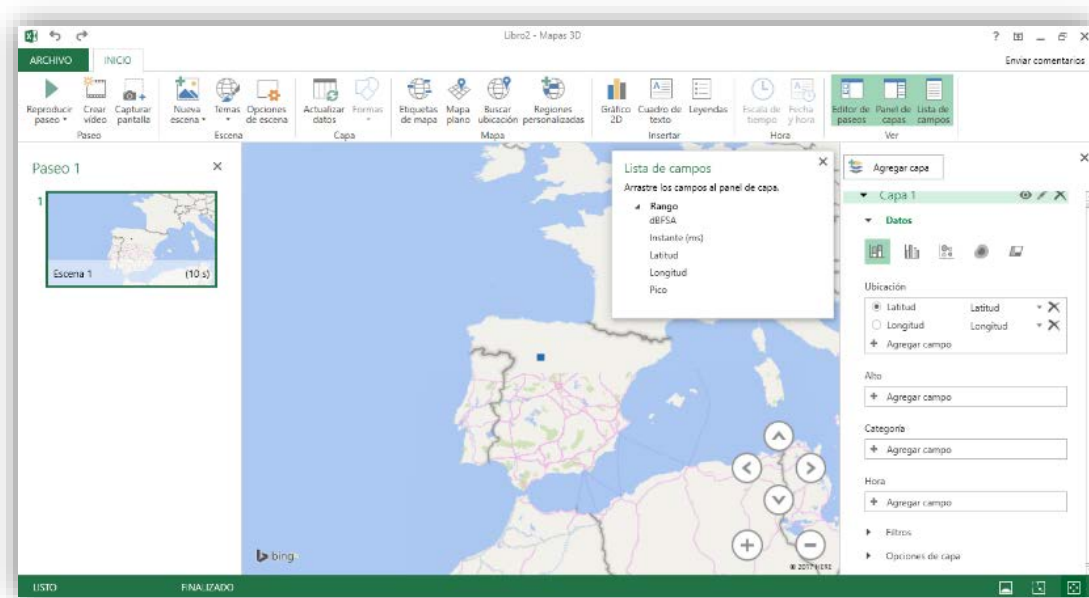 Libro2 - Mapas 3D
ARCHIVO INICIO Enviar comentarios
Reproducir paseo
Crear vídeo
Capturar pantalla
Nueva escena
Temas
Opciones de escena
Actualizar datos
Formas
Etiquetas de mapa
Mapa plano
Buscar ubicación
Regiones personalizadas
Gráfico 2D
Cuadro de texto
Leyendas
Escala de tiempo
Fecha y hora
Editor de paseos
Panel de capas
Lista de campos
Paseo Escena Capa Mapa Insertar Hora Ver
Paseo 1
1
Escena 1 (10 s)
Lista de campos
Arrastre los campos al panel de capa.
Rango
dBFSA
Instante (ms)
Latitud
Longitud
Pico
bing
© 2017 HERE
Agregar capa
Capa 1
Datos
Ubicación
Latitud Latitud
Longitud Longitud
Agregar campo
Alto
Agregar campo
Categoría
Agregar campo
Hora
Agregar campo
Filtros
Opciones de capa
LISTO FINALIZADO